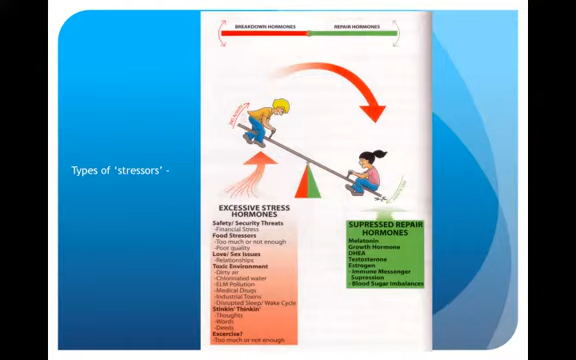 BREAKDOWN HORMONES
REPAIR HORMONES
Types of 'stressors' -
EXCESSIVE STRESS
HORMONES
Safety/ Security Threats
-Financial Stress
Food Stressors
-Too much or not enough
-Poor quality
Love/ Sex Issues
-Relationships
Toxic Environment
-Dirty air
-Chlorinated water
-ELM Pollution
-Medical Drugs
-Industrial Toxins
-Disrupted Sleep/ Wake Cycle
Stinkin' Thinkin'
-Thoughts
-Words
-Deeds
Excercise?
-Too much or not enough
SUPRESSED REPAIR
HORMONES
Melatonin
Growth Hormone
DHEA
Testosterone
Estrogen
- Immune Messenger
Supression
- Blood Sugar Imbalances